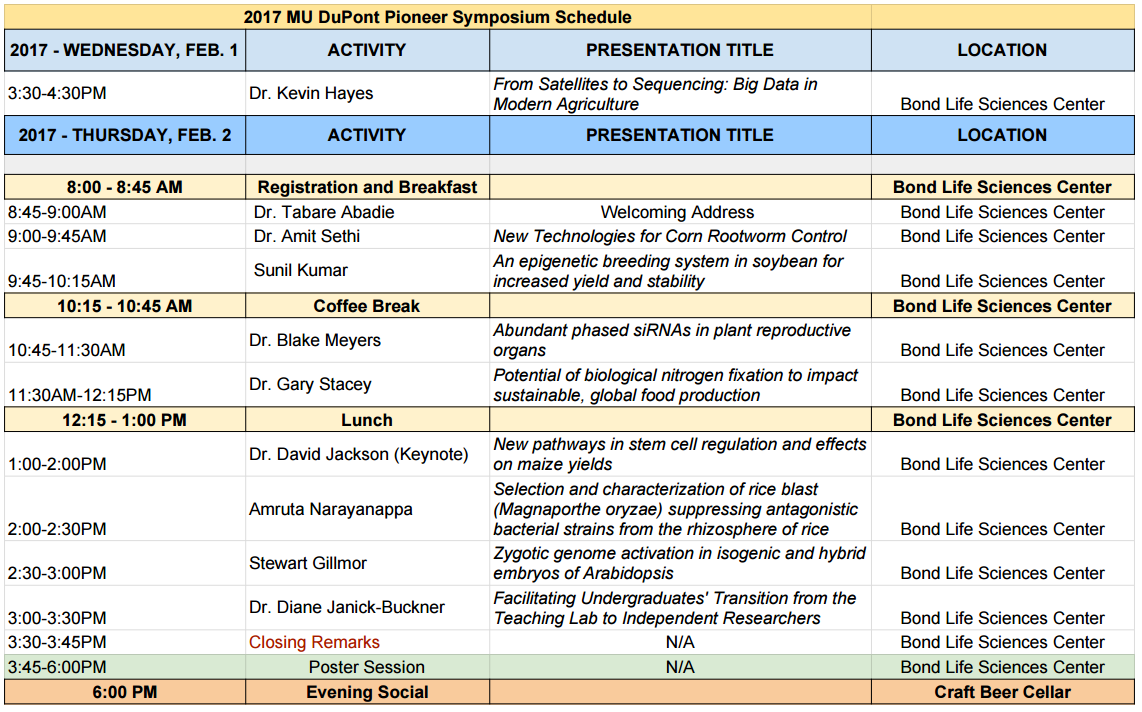 2017 MU DuPont Pioneer Symposium Schedule
2017 - WEDNESDAY, FEB. 1 ACTIVITY PRESENTATION TITLE LOCATION
3:30-4:30PM Dr. Kevin Hayes From Satellites to Sequencing: Big Data in
Modern Agriculture Bond Life Sciences Center
2017 - THURSDAY, FEB. 2 ACTIVITY PRESENTATION TITLE LOCATION
8:00 - 8:45 AM Registration and Breakfast Bond Life Sciences Center
8:45-9:00AM Dr. Tabare Abadie Welcoming Address Bond Life Sciences Center
9:00-9:45AM Dr. Amit Sethi New Technologies for Corn Rootworm Control Bond Life Sciences Center
9:45-10:15AM Sunil Kumar An epigenetic breeding system in soybean for
increased yield and stability Bond Life Sciences Center
10:15 - 10:45 AM Coffee Break Bond Life Sciences Center
10:45-11:30AM Dr. Blake Meyers Abundant phased siRNAs in plant reproductive
organs Bond Life Sciences Center
11:30AM-12:15PM Dr. Gary Stacey Potential of biological nitrogen fixation to impact
sustainable, global food production Bond Life Sciences Center
12:15 - 1:00 PM Lunch Bond Life Sciences Center
1:00-2:00PM Dr. David Jackson (Keynote) New pathways in stem cell regulation and effects
on maize yields Bond Life Sciences Center
2:00-2:30PM Amruta Narayanappa Selection and characterization of rice blast
(Magnaporthe oryzae) suppressing antagonistic
bacterial strains from the rhizosphere of rice Bond Life Sciences Center
2:30-3:00PM Stewart Gillmor Zygotic genome activation in isogenic and hybrid
embryos of Arabidopsis Bond Life Sciences Center
3:00-3:30PM Dr. Diane Janick-Buckner Facilitating Undergraduates' Transition from the
Teaching Lab to Independent Researchers Bond Life Sciences Center
3:30-3:45PM Closing Remarks N/A Bond Life Sciences Center
3:45-6:00PM Poster Session N/A Bond Life Sciences Center
6:00 PM Evening Social Craft Beer Cellar